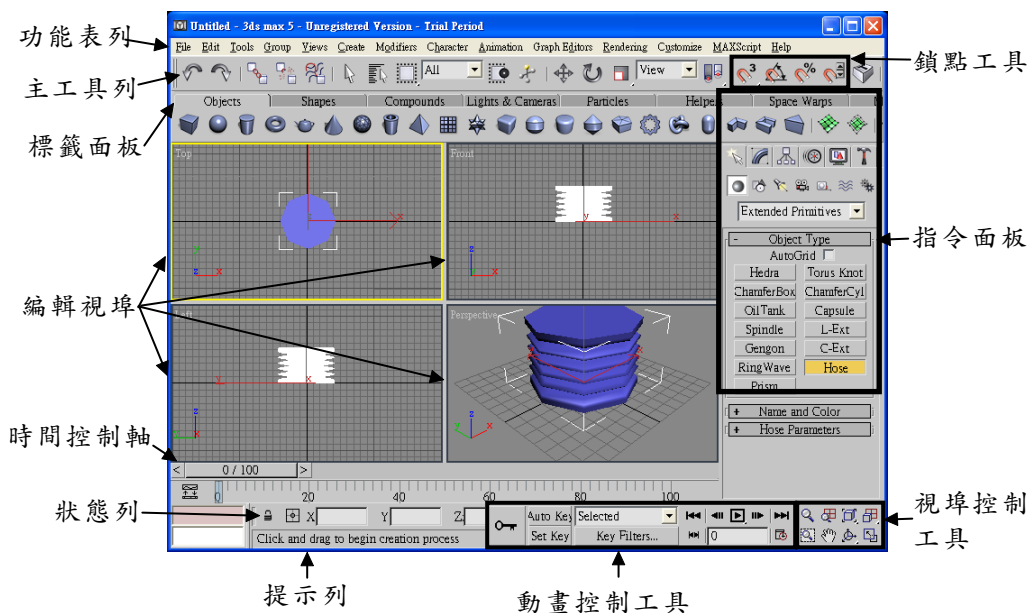 Untitled - 3ds max 5 - Unregistered Version - Trial Period
功能表列
File Edit Tools Group Views Create Modifiers Character Animation Graph Editors Rendering Customize MAXScript Help
主工具列
All
View
3
%
鎖點工具
標籤面板
Objects Shapes Compounds Lights & Cameras Particles Helpers Space Warps
Top
Front
x
y
x
z
x
z
x
Extended Primitives
- Object Type
指令面板
AutoGrid
Hedra Torus Knot
ChamferBox ChamferCyl
OilTank Capsule
Spindle L-Ext
Gengon C-Ext
RingWave Hose
Prism
編輯視埠
Left
Perspective
x
z
z
x
+ Name and Color
+ Hose Parameters
時間控制軸
< 0 / 100 >
0 20 40 60 80 100
狀態列
X Y Z
Auto Key Selected
Set Key Key Filters...
0
視埠控制
工具
Click and drag to begin creation process
提示列
動畫控制工具